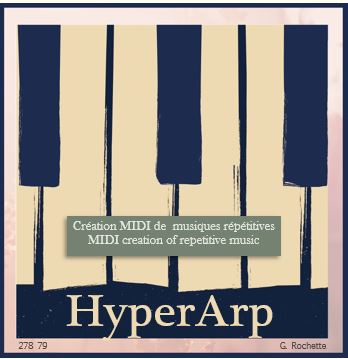 Création MIDI de musiques répétitives
MIDI creation of repetitive music
HyperArp
278 79
G. Rochette